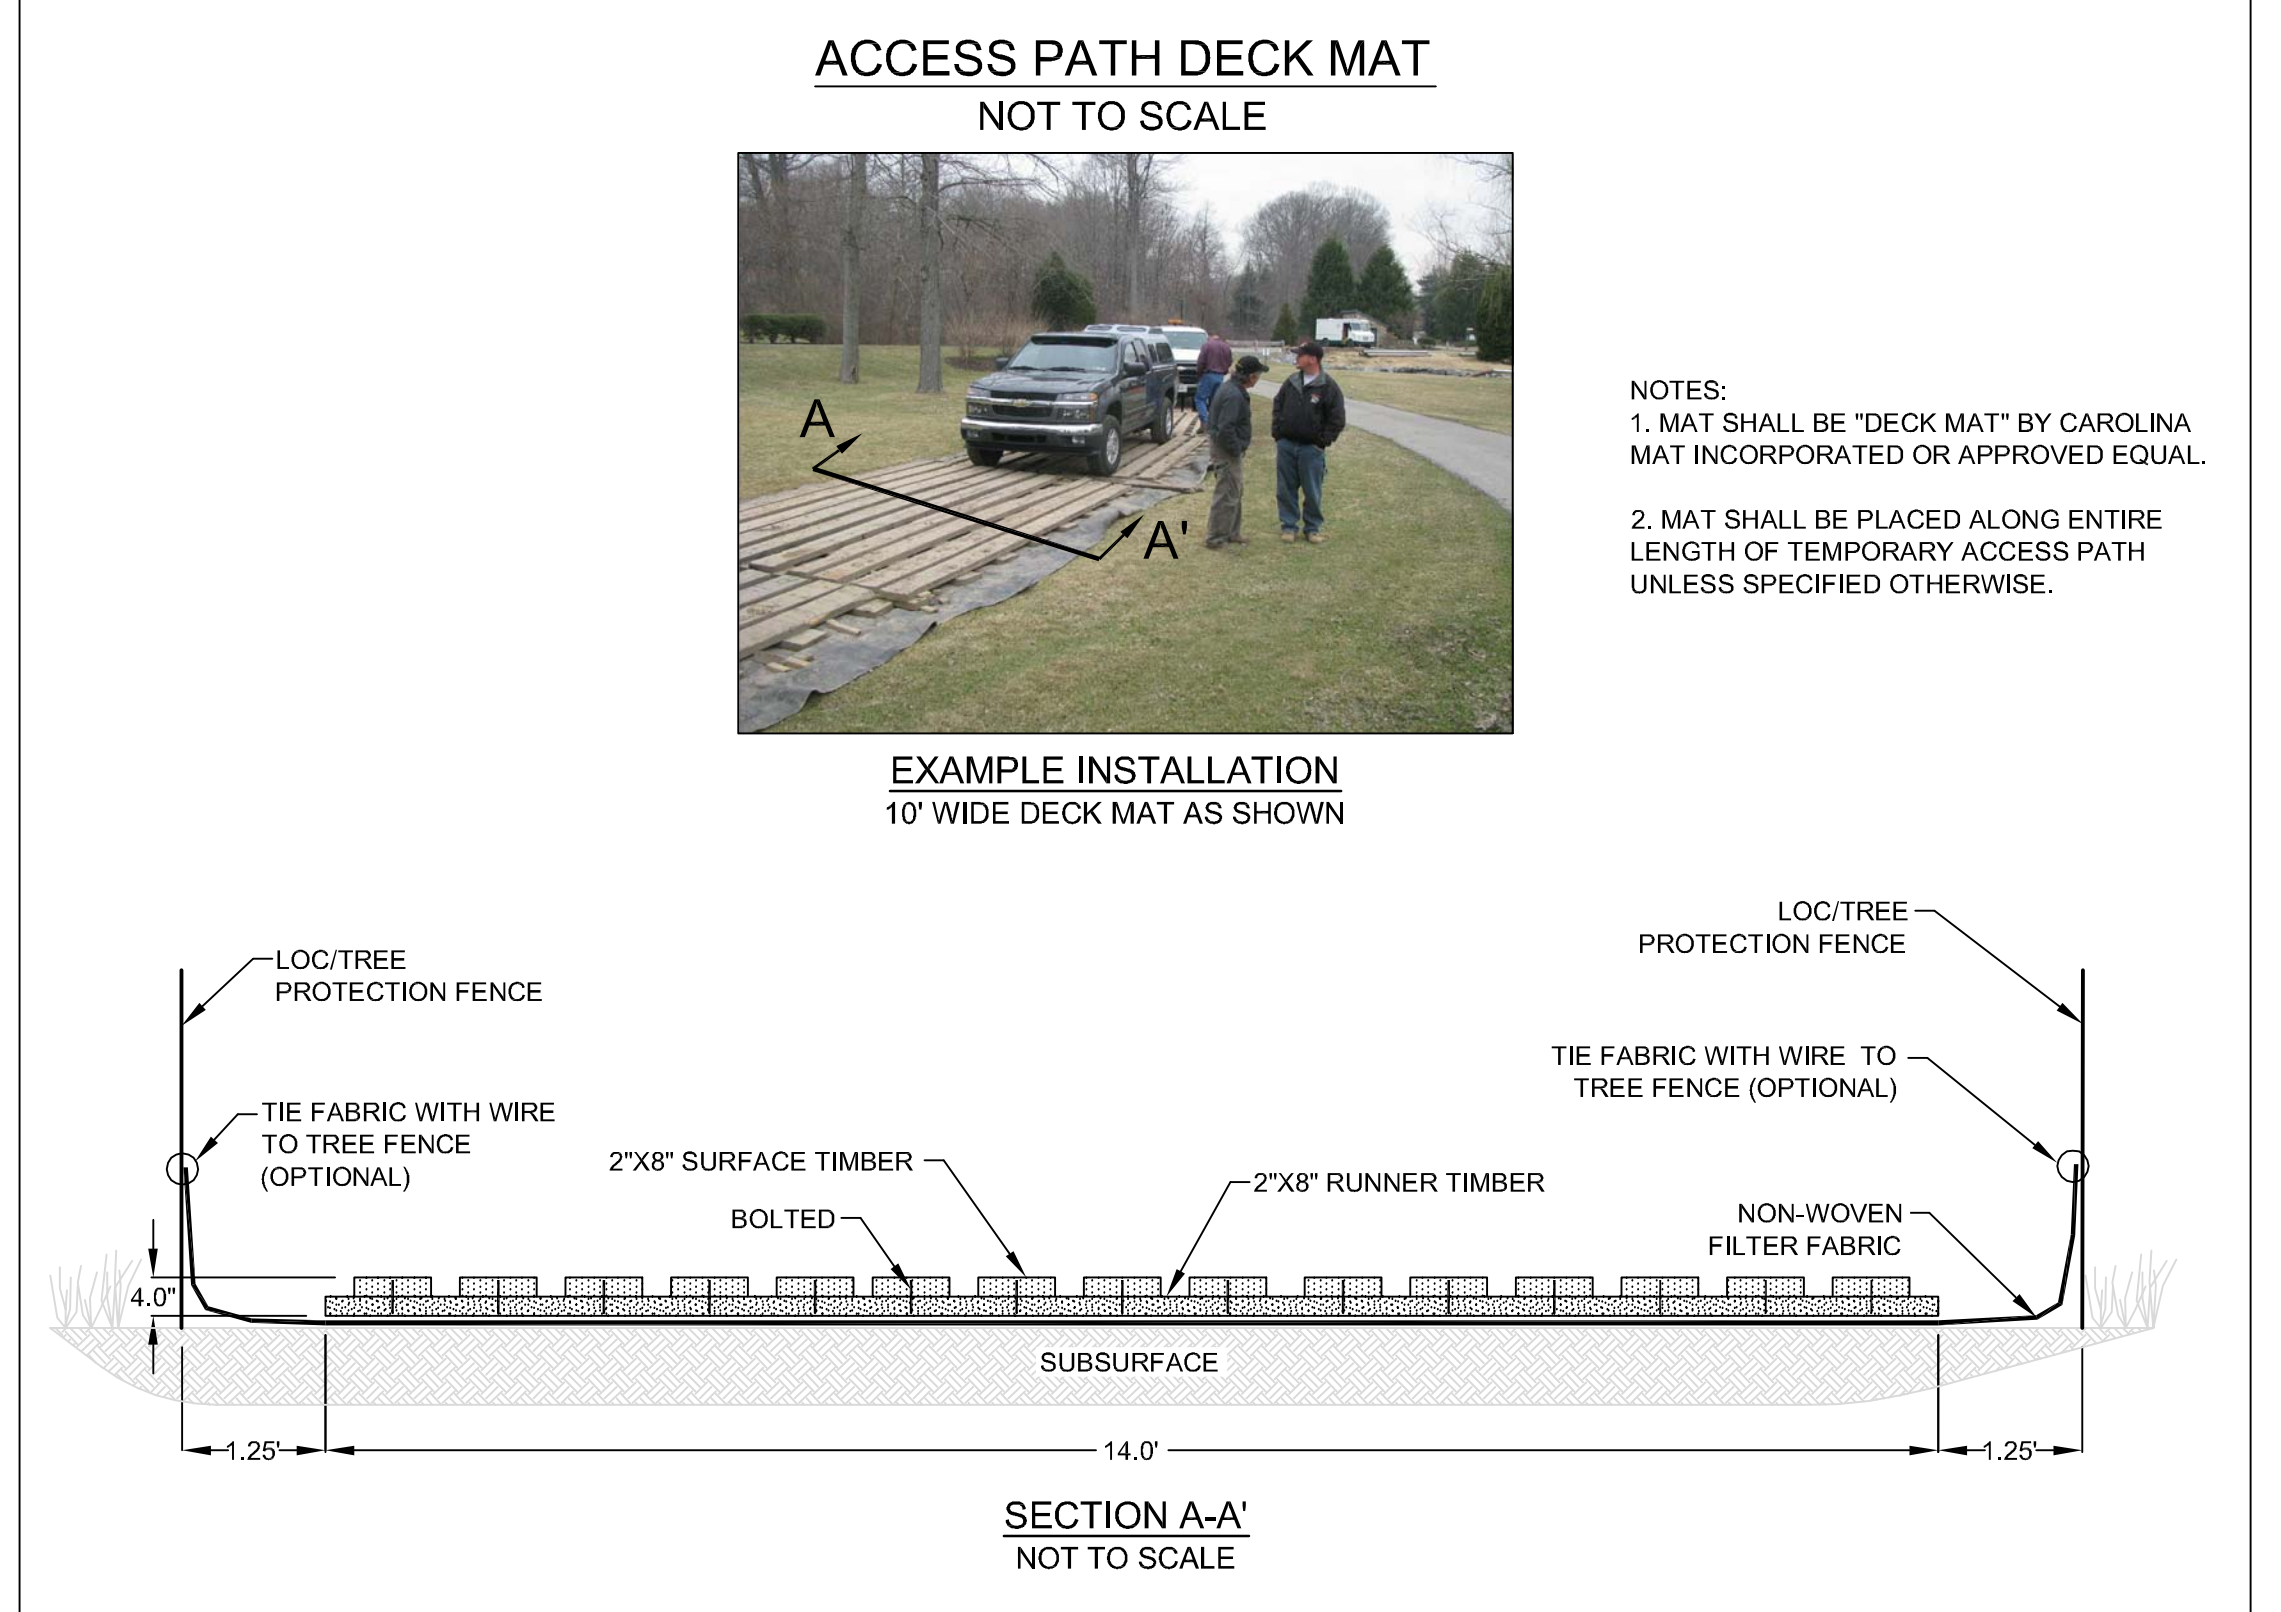 ACCESS PATH DECK MAT
NOT TO SCALE
A
A'
NOTES:
1. MAT SHALL BE "DECK MAT" BY CAROLINA
MAT INCORPORATED OR APPROVED EQUAL.
2. MAT SHALL BE PLACED ALONG ENTIRE
LENGTH OF TEMPORARY ACCESS PATH
UNLESS SPECIFIED OTHERWISE.
EXAMPLE INSTALLATION
10' WIDE DECK MAT AS SHOWN
LOC/TREE
PROTECTION FENCE
LOC/TREE
PROTECTION FENCE
TIE FABRIC WITH WIRE
TO TREE FENCE
(OPTIONAL)
TIE FABRIC WITH WIRE TO
TREE FENCE (OPTIONAL)
2"X8" SURFACE TIMBER
2"X8" RUNNER TIMBER
BOLTED
NON-WOVEN
FILTER FABRIC
4.0"
SUBSURFACE
1.25'
14.0'
1.25'
SECTION A-A'
NOT TO SCALE